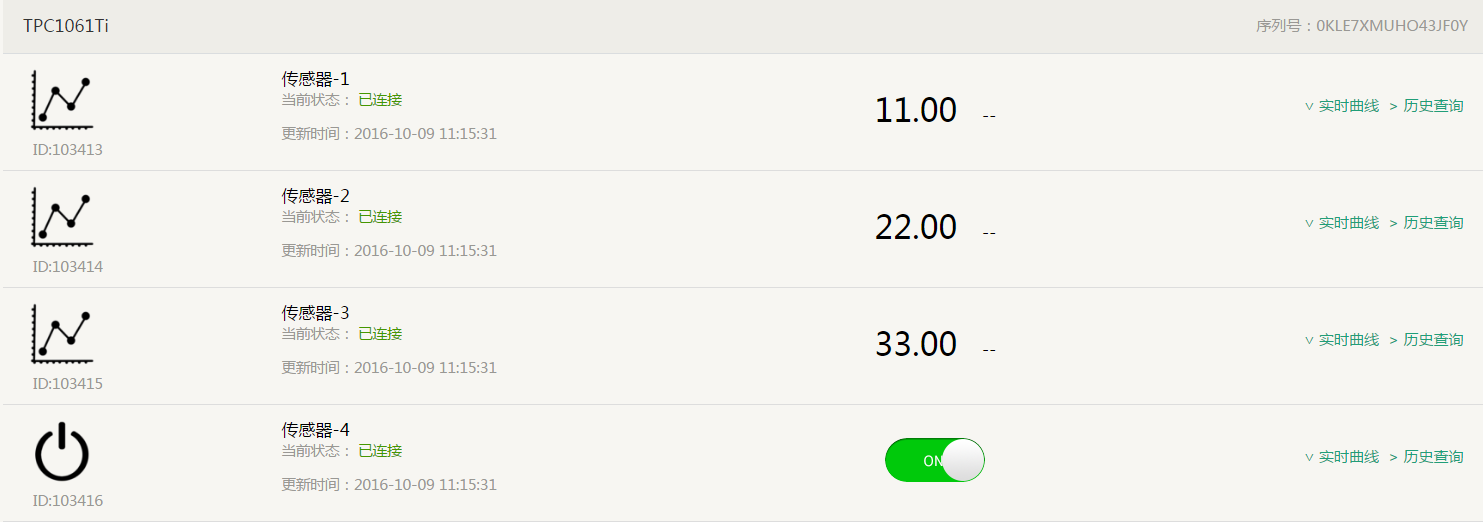 TPC1061Ti 序列号：0KLE7XMUHO43JF0Y
传感器-1
当前状态： 已连接
11.00 -- ∨ 实时曲线 > 历史查询
更新时间：2016-10-09 11:15:31
ID:103413
传感器-2
当前状态： 已连接
22.00 -- ∨ 实时曲线 > 历史查询
更新时间：2016-10-09 11:15:31
ID:103414
传感器-3
当前状态： 已连接
33.00 -- ∨ 实时曲线 > 历史查询
更新时间：2016-10-09 11:15:31
ID:103415
传感器-4
当前状态： 已连接
ON ∨ 实时曲线 > 历史查询
更新时间：2016-10-09 11:15:31
ID:103416